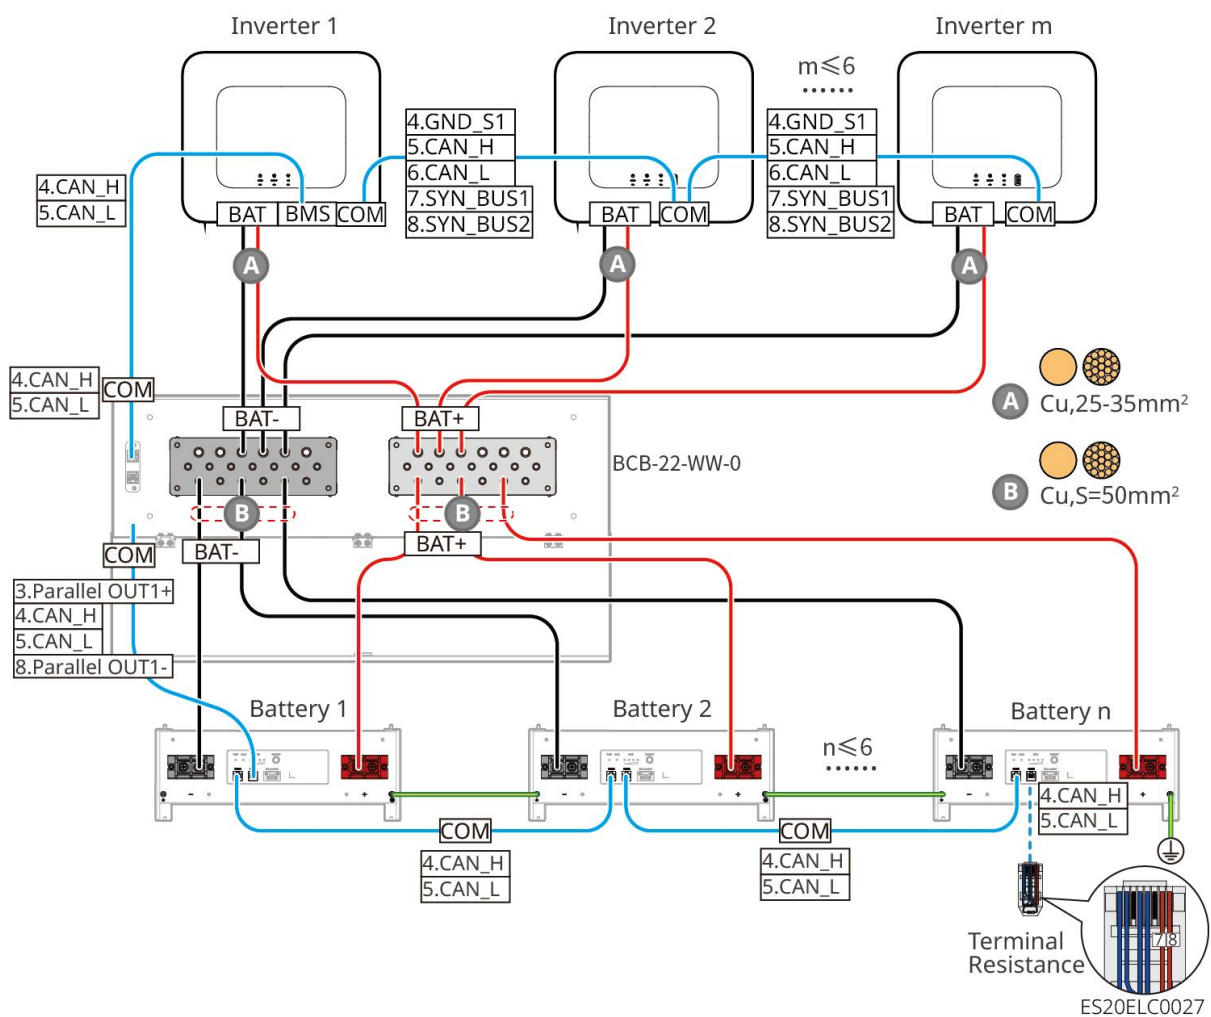 Inverter 1
Inverter 2
Inverter m
m≤6
......
4.GND_S1
5.CAN_H
6.CAN_L
7.SYN_BUS1
8.SYN_BUS2
4.GND_S1
5.CAN_H
6.CAN_L
7.SYN_BUS1
8.SYN_BUS2
4.CAN_H
5.CAN_L
BAT
BMS
COM
BAT
COM
BAT
COM
A
A
A
4.CAN_H
5.CAN_L
COM
BAT-
BAT+
A
Cu,25-35mm²
BCB-22-WW-0
B
Cu,S=50mm²
B
B
COM
BAT-
BAT+
3.Parallel OUT1+
4.CAN_H
5.CAN_L
8.Parallel OUT1-
Battery 1
Battery 2
Battery n
n≤6
......
- +
- +
- +
4.CAN_H
5.CAN_L
COM
4.CAN_H
5.CAN_L
COM
4.CAN_H
5.CAN_L
Terminal
Resistance
7 8
ES20ELC0027